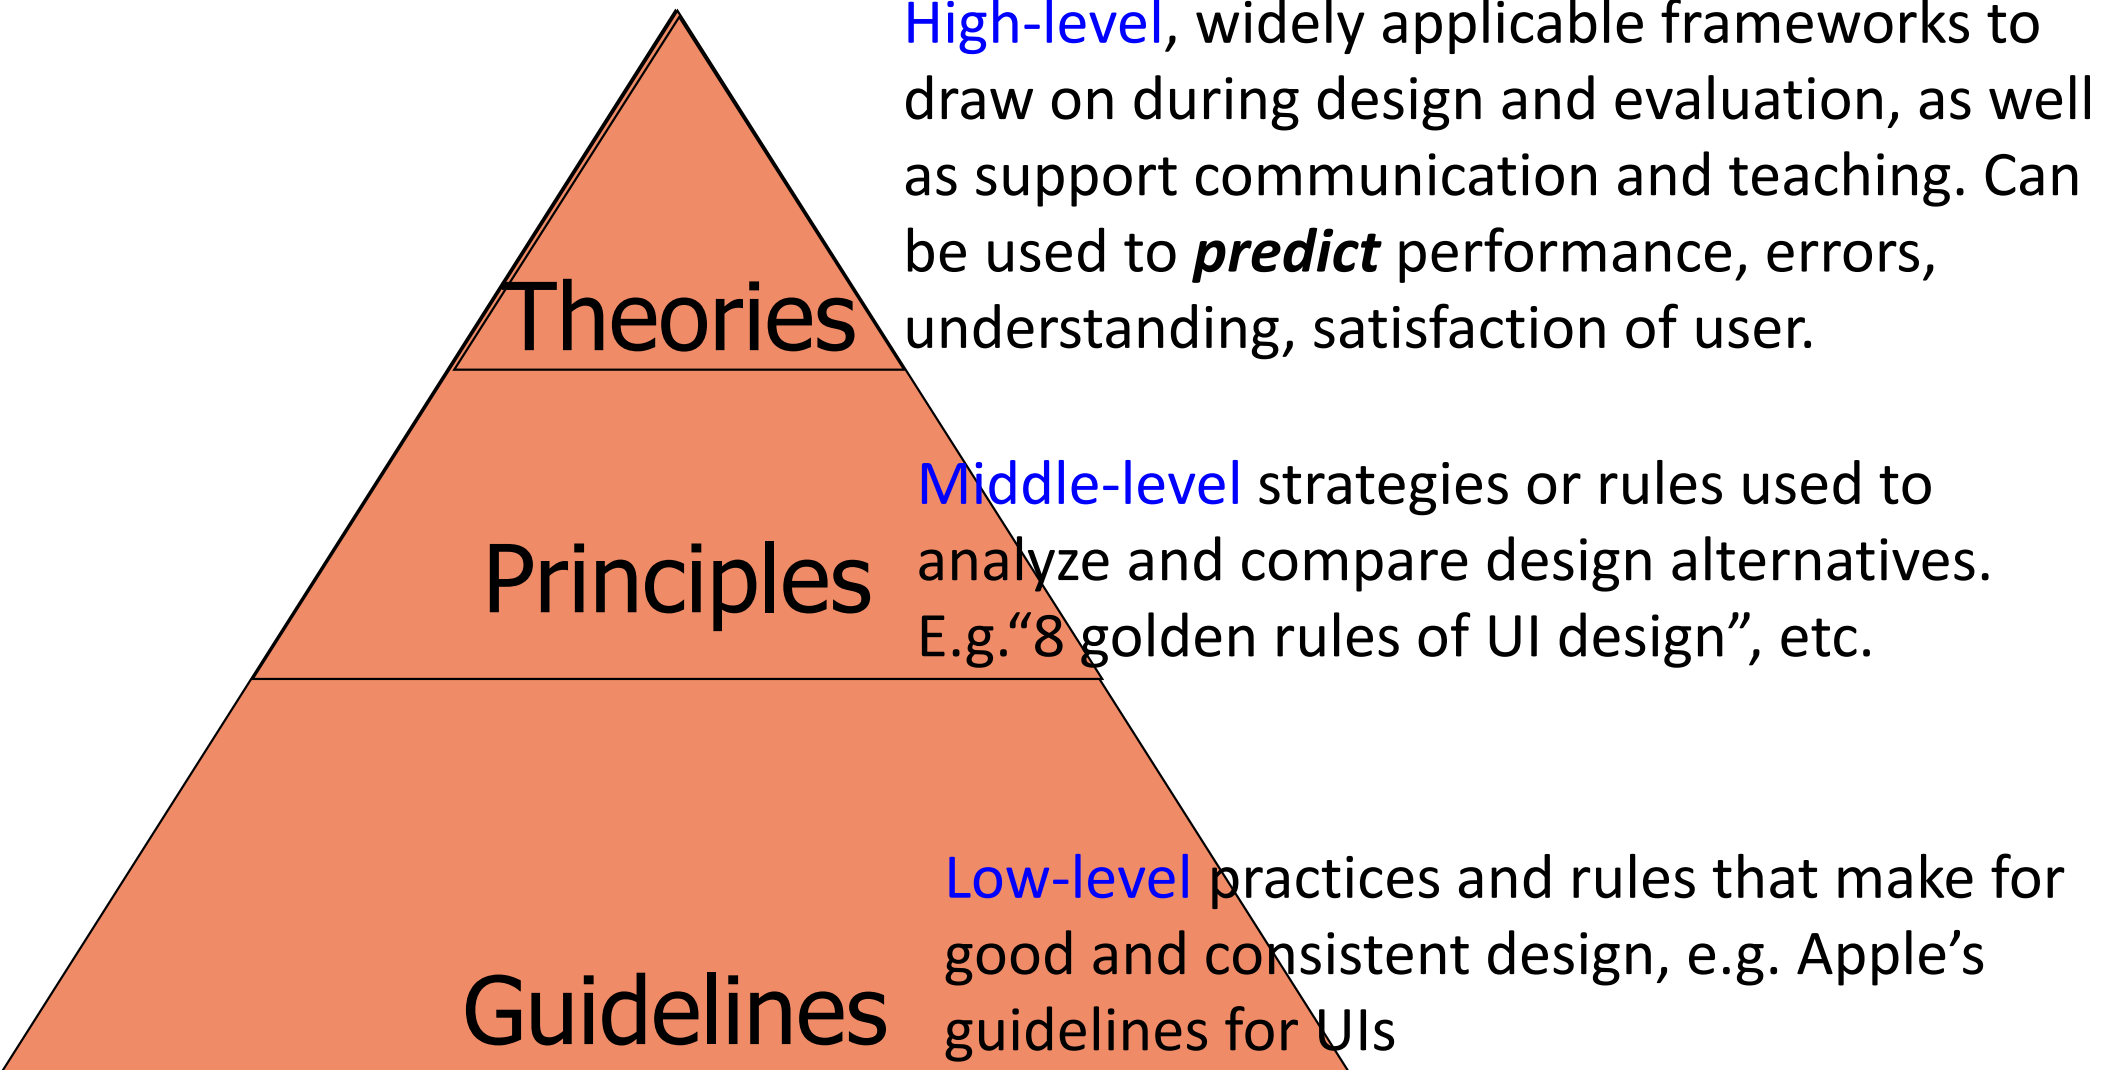 High-level, widely applicable frameworks to
draw on during design and evaluation, as well
as support communication and teaching. Can
be used to predict performance, errors,
understanding, satisfaction of user.
Theories
Middle-level strategies or rules used to
analyze and compare design alternatives.
E.g.“8 golden rules of UI design”, etc.
Principles
Low-level practices and rules that make for
good and consistent design, e.g. Apple’s
guidelines for UIs
Guidelines